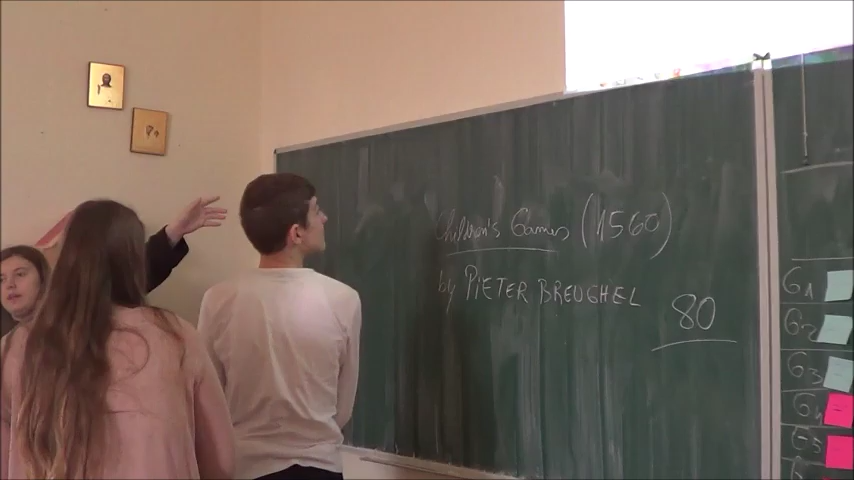 Children's Games (1560)
by PIETER BREUGHEL
80
G1
G2
G3
G4
G5